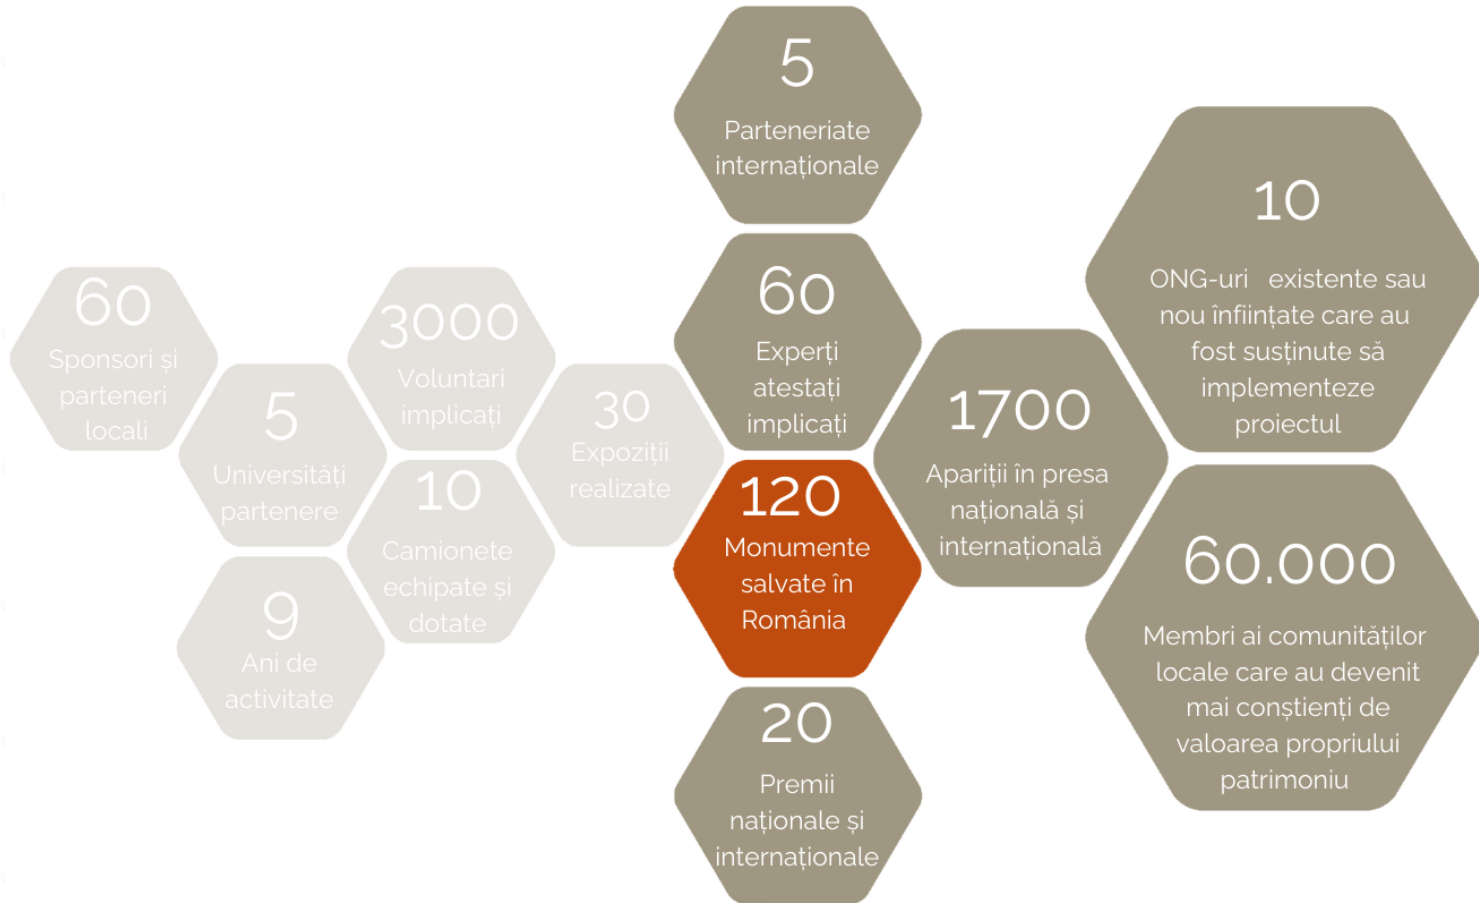 60
Sponsori și
parteneri
locali
5
Universități
partenere
9
Ani de
activitate
3000
Voluntari
implicați
10
Camionete
echipate și
dotate
30
Expoziții
realizate
5
Parteneriate
internaționale
60
Experți
atestați
implicați
120
Monumente
salvate în
România
20
Premii
naționale și
internaționale
1700
Apariții în presa
națională și
internațională
10
ONG-uri existente sau
nou înființate care au
fost susținute să
implementeze
proiectul
60.000
Membri ai comunităților
locale care au devenit
mai conștienți de
valoarea propriului
patrimoniu